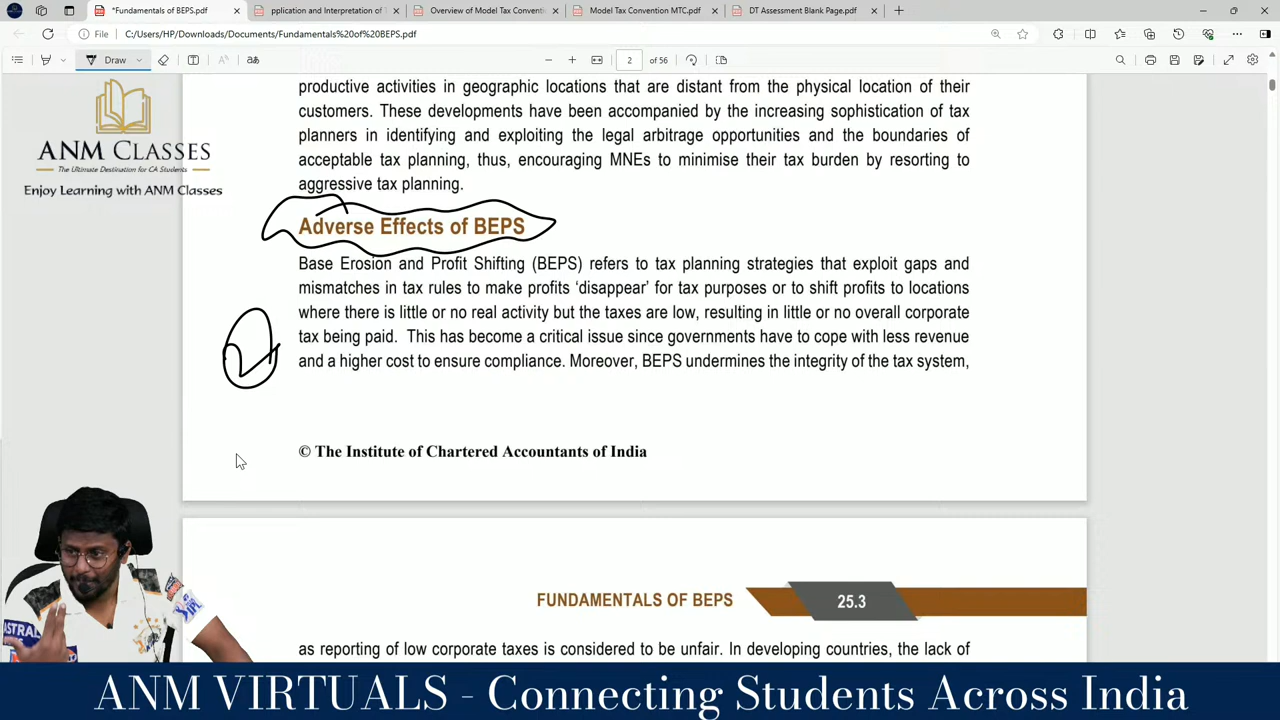 *Fundamentals of BEPS.pdf
pplication and Interpretation of T
Overview of Model Tax Conventi
Model Tax Convention MTC.pdf
DT Assessment Blank Page.pdf
File
C:/Users/HP/Downloads/Documents/Fundamentals%20of%20BEPS.pdf
Draw
2 of 56
ANM CLASSES
The Ultimate Destination for CA Students
Enjoy Learning with ANM Classes
productive activities in geographic locations that are distant from the physical location of their
customers. These developments have been accompanied by the increasing sophistication of tax
planners in identifying and exploiting the legal arbitrage opportunities and the boundaries of
acceptable tax planning, thus, encouraging MNEs to minimise their tax burden by resorting to
aggressive tax planning.
Adverse Effects of BEPS
Base Erosion and Profit Shifting (BEPS) refers to tax planning strategies that exploit gaps and
mismatches in tax rules to make profits ‘disappear’ for tax purposes or to shift profits to locations
where there is little or no real activity but the taxes are low, resulting in little or no overall corporate
tax being paid. This has become a critical issue since governments have to cope with less revenue
and a higher cost to ensure compliance. Moreover, BEPS undermines the integrity of the tax system,
© The Institute of Chartered Accountants of India
FUNDAMENTALS OF BEPS
25.3
as reporting of low corporate taxes is considered to be unfair. In developing countries, the lack of
ASTRAL
IPL
ANM VIRTUALS - Connecting Students Across India